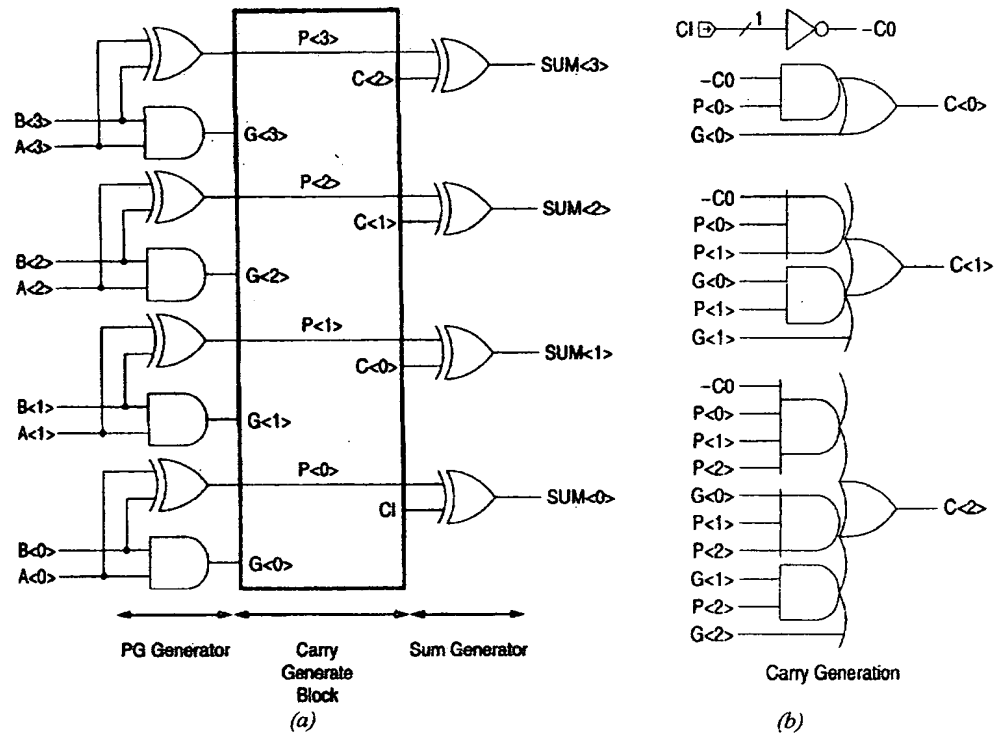 P<3>
SUM<3>
C<2>
B<3>
A<3>
G<3>
P<2>
SUM<2>
C<1>
B<2>
A<2>
G<2>
P<1>
SUM<1>
C<0>
B<1>
A<1>
G<1>
P<0>
SUM<0>
CI
B<0>
A<0>
G<0>
PG Generator
Carry
Generate
Block
Sum Generator
(a)
CI
1
-C0
-C0
P<0>
G<0>
C<0>
-C0
P<0>
P<1>
G<0>
P<1>
G<1>
C<1>
-C0
P<0>
P<1>
P<2>
G<0>
P<1>
P<2>
G<1>
P<2>
G<2>
C<2>
Carry Generation
(b)